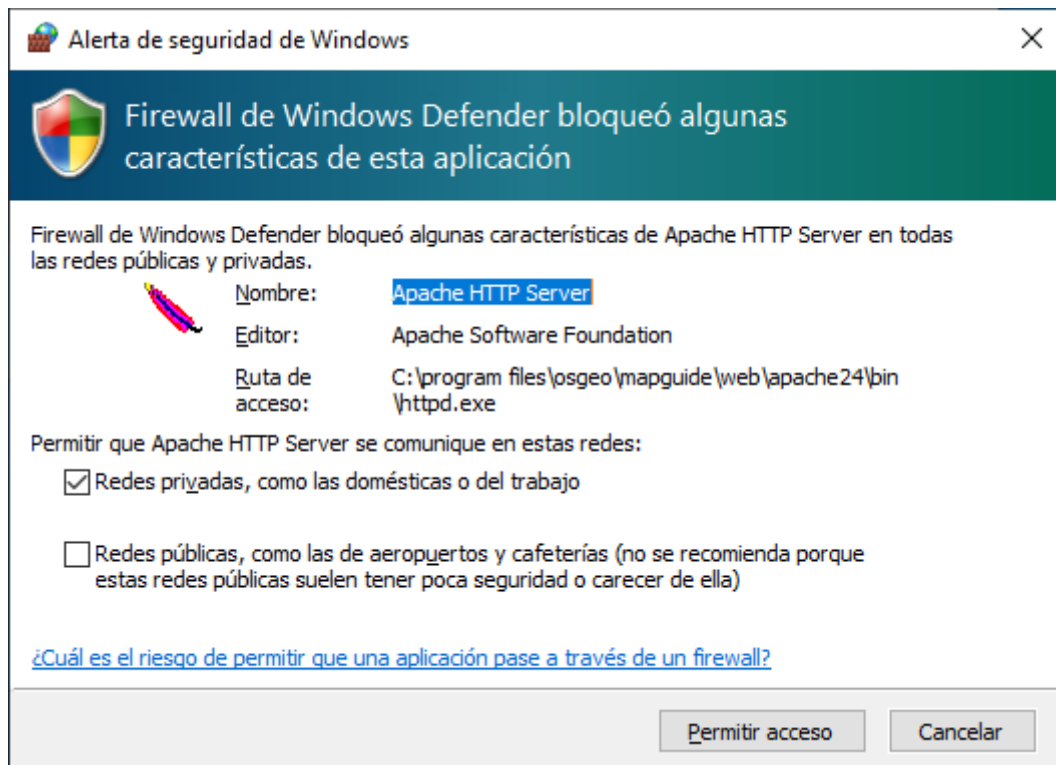 Alerta de seguridad de Windows
Firewall de Windows Defender bloqueó algunas
características de esta aplicación
Firewall de Windows Defender bloqueó algunas características de Apache HTTP Server en todas
las redes públicas y privadas.
Nombre: Apache HTTP Server
Editor: Apache Software Foundation
Ruta de C:\program files\osgeo\mapguide\web\apache24\bin
acceso: \httpd.exe
Permitir que Apache HTTP Server se comunique en estas redes:
Redes privadas, como las domésticas o del trabajo
Redes públicas, como las de aeropuertos y cafeterías (no se recomienda porque
estas redes públicas suelen tener poca seguridad o carecer de ella)
¿Cuál es el riesgo de permitir que una aplicación pase a través de un firewall?
Permitir acceso Cancelar